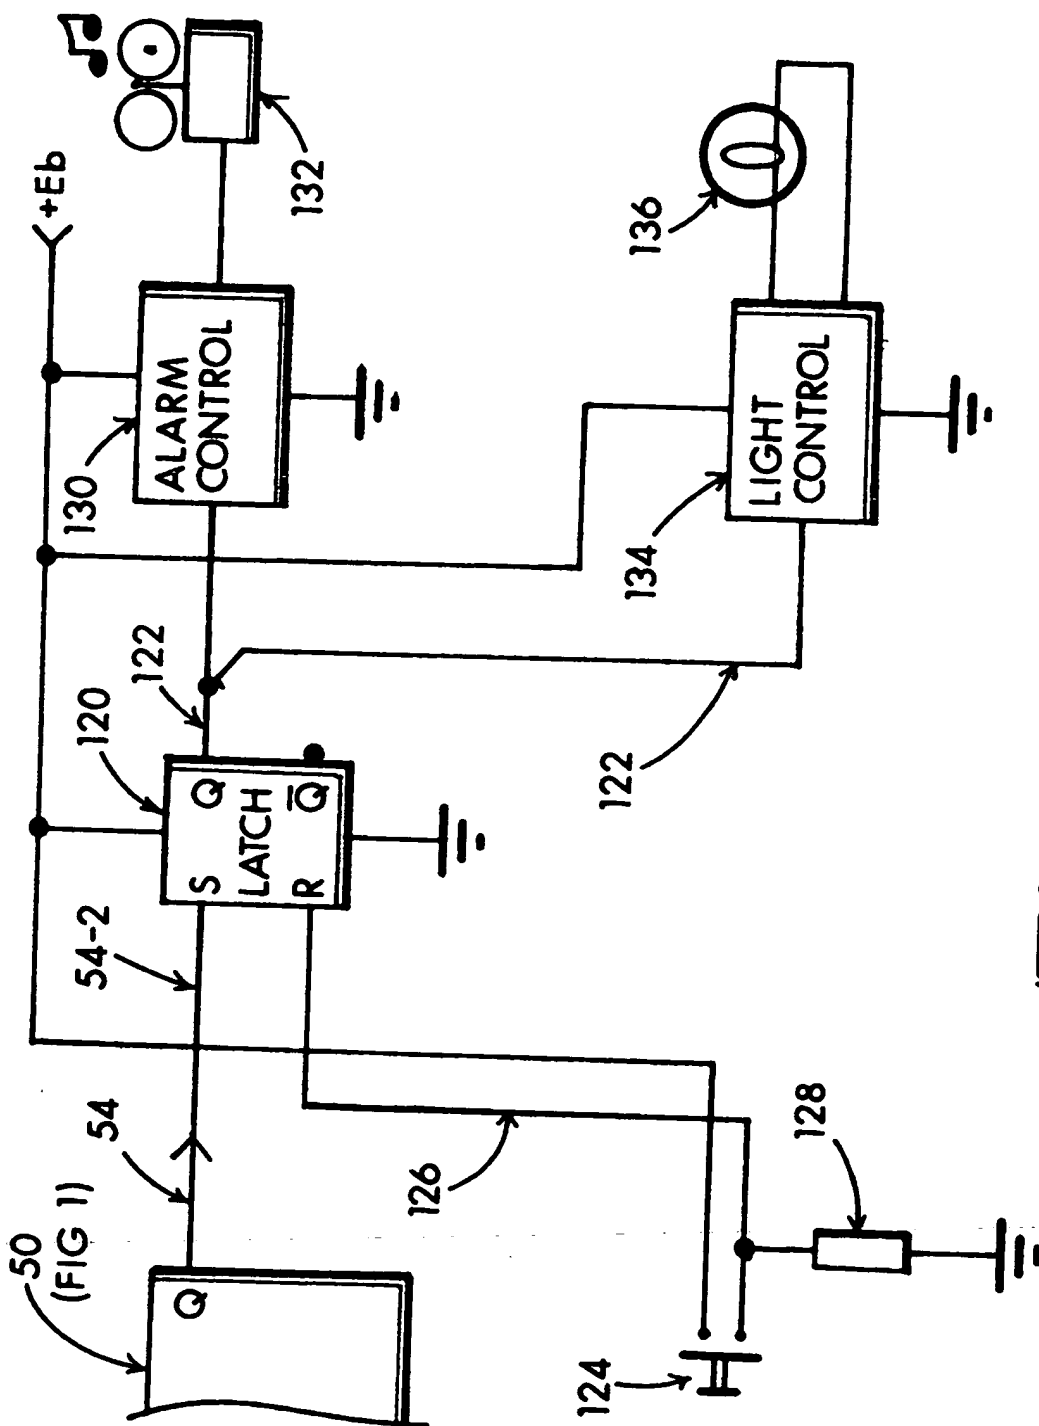 50
(FIG 1)
Q
54
54-2
120
S
Q
LATCH
R
Q̅
122
130
ALARM
CONTROL
+Eb
132
122
134
LIGHT
CONTROL
136
126
124
128